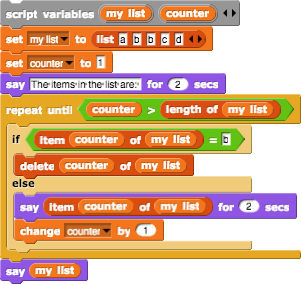 script variables my list counter
set my list to list a b b c d
set counter to 1
say The items in the list are: for 2 secs
repeat until counter > length of my list
if item counter of my list = b
delete counter of my list
else
say item counter of my list for 2 secs
change counter by 1
say my list